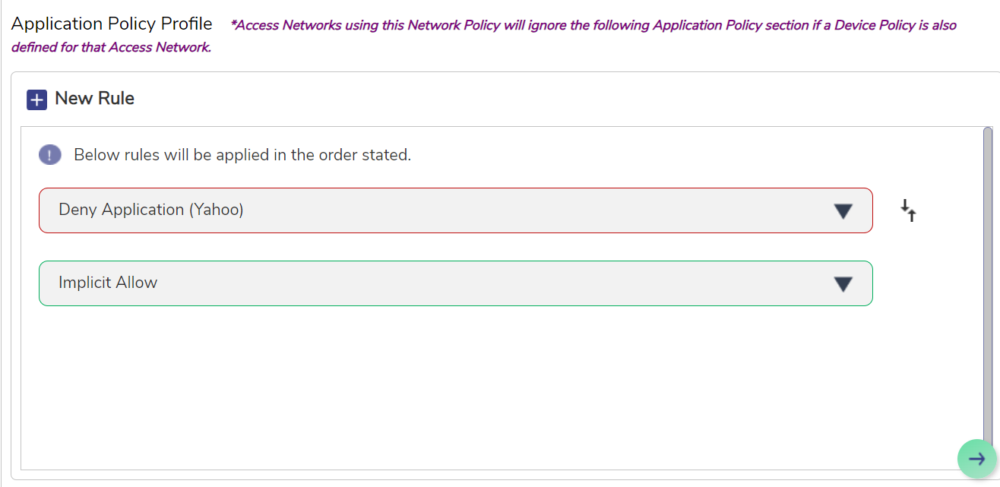 Application Policy Profile *Access Networks using this Network Policy will ignore the following Application Policy section if a Device Policy is also
defined for that Access Network.
New Rule
Below rules will be applied in the order stated.
Deny Application (Yahoo)
Implicit Allow